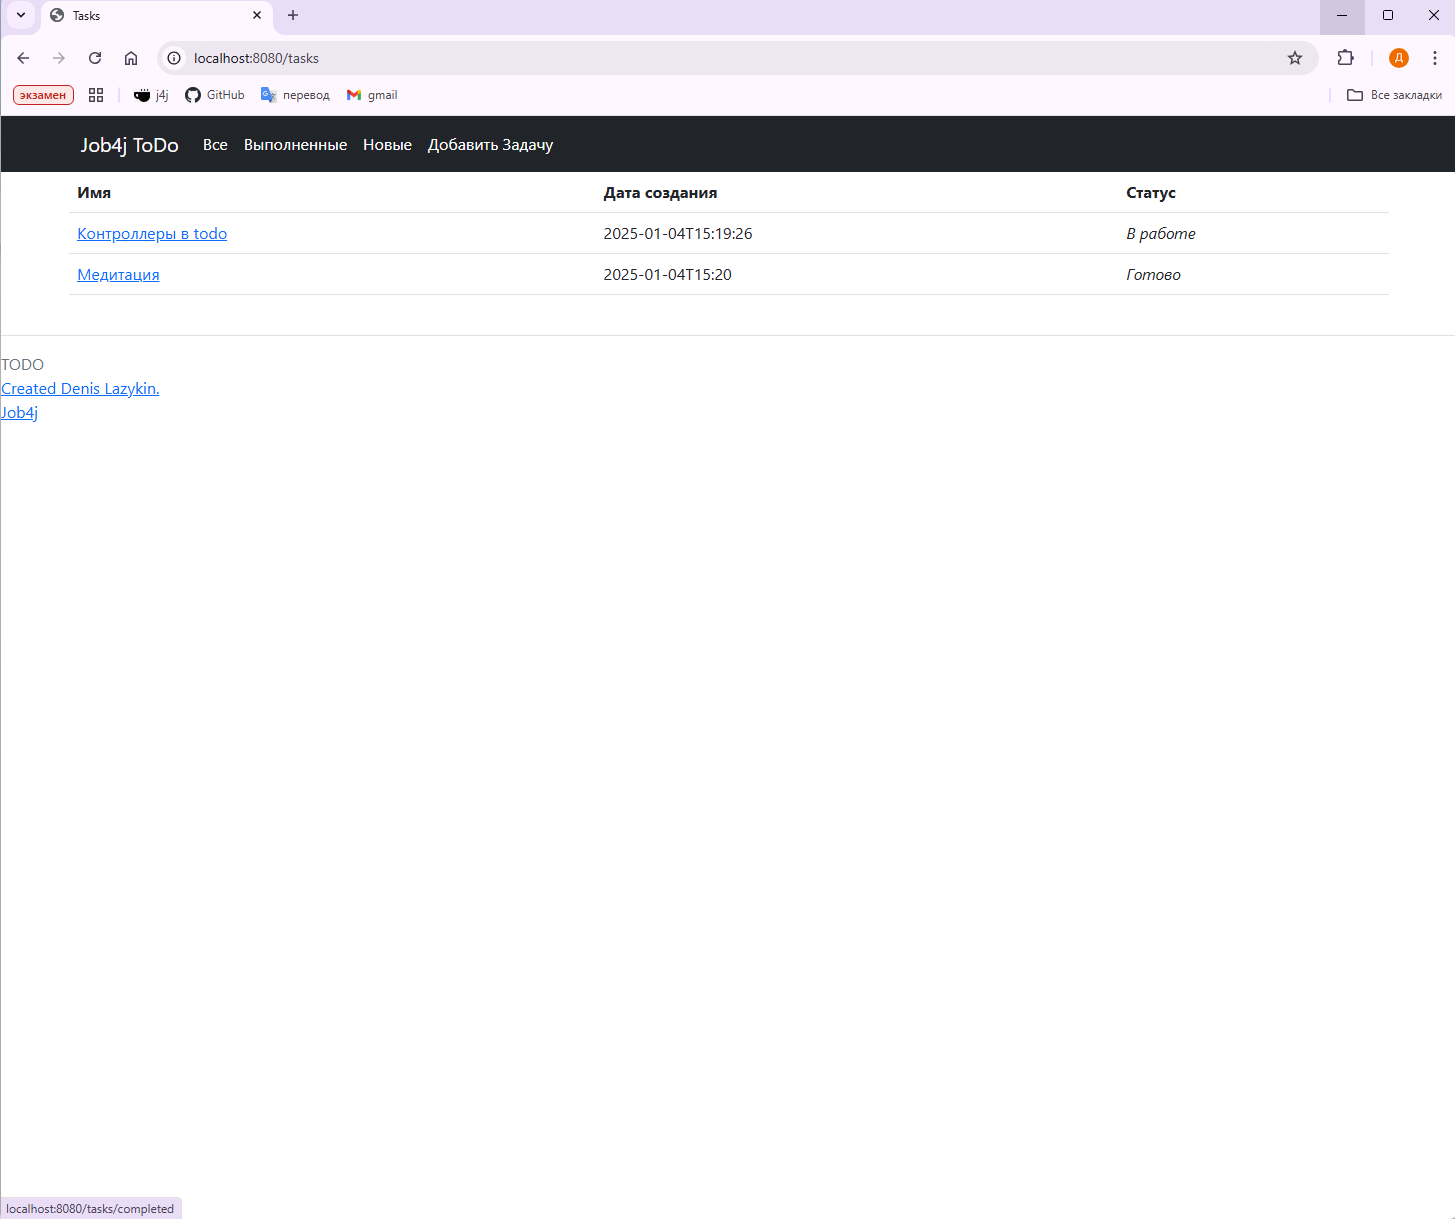 Tasks
localhost:8080/tasks
Д
экзамен j4j GitHub перевод gmail Все закладки
Job4j ToDo Все Выполненные Новые Добавить Задачу
Имя Дата создания Статус
Контроллеры в todo 2025-01-04T15:19:26 В работе
Медитация 2025-01-04T15:20 Готово
TODO
Created Denis Lazykin.
Job4j
localhost:8080/tasks/completed